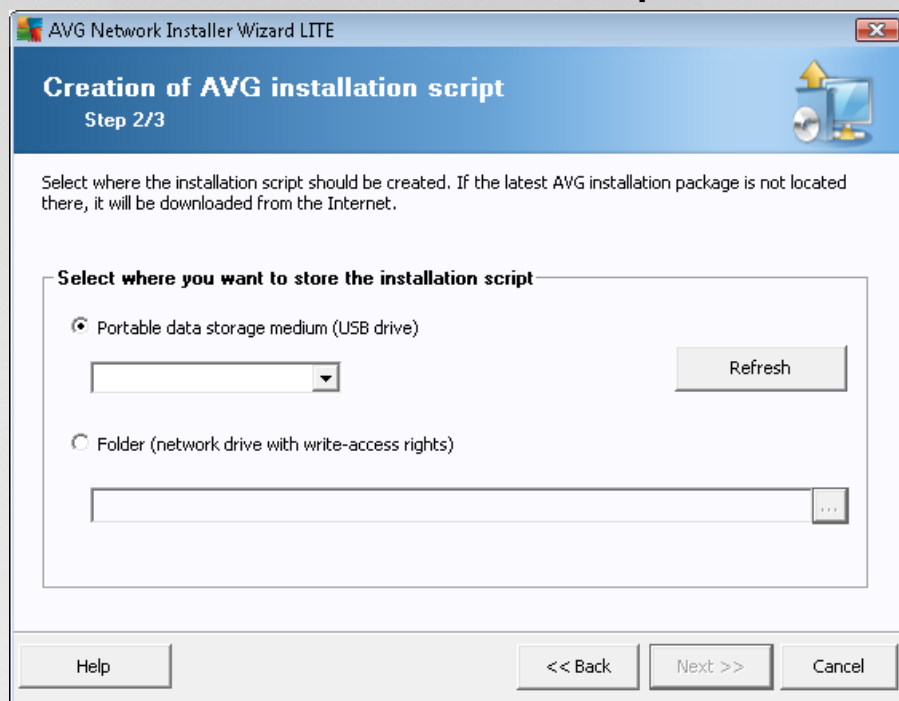 AVG Network Installer Wizard LITE
Creation of AVG installation script
Step 2/3
Select where the installation script should be created. If the latest AVG installation package is not located
there, it will be downloaded from the Internet.
Select where you want to store the installation script
Portable data storage medium (USB drive)
Refresh
Folder (network drive with write-access rights)
...
Help
<< Back
Next >>
Cancel